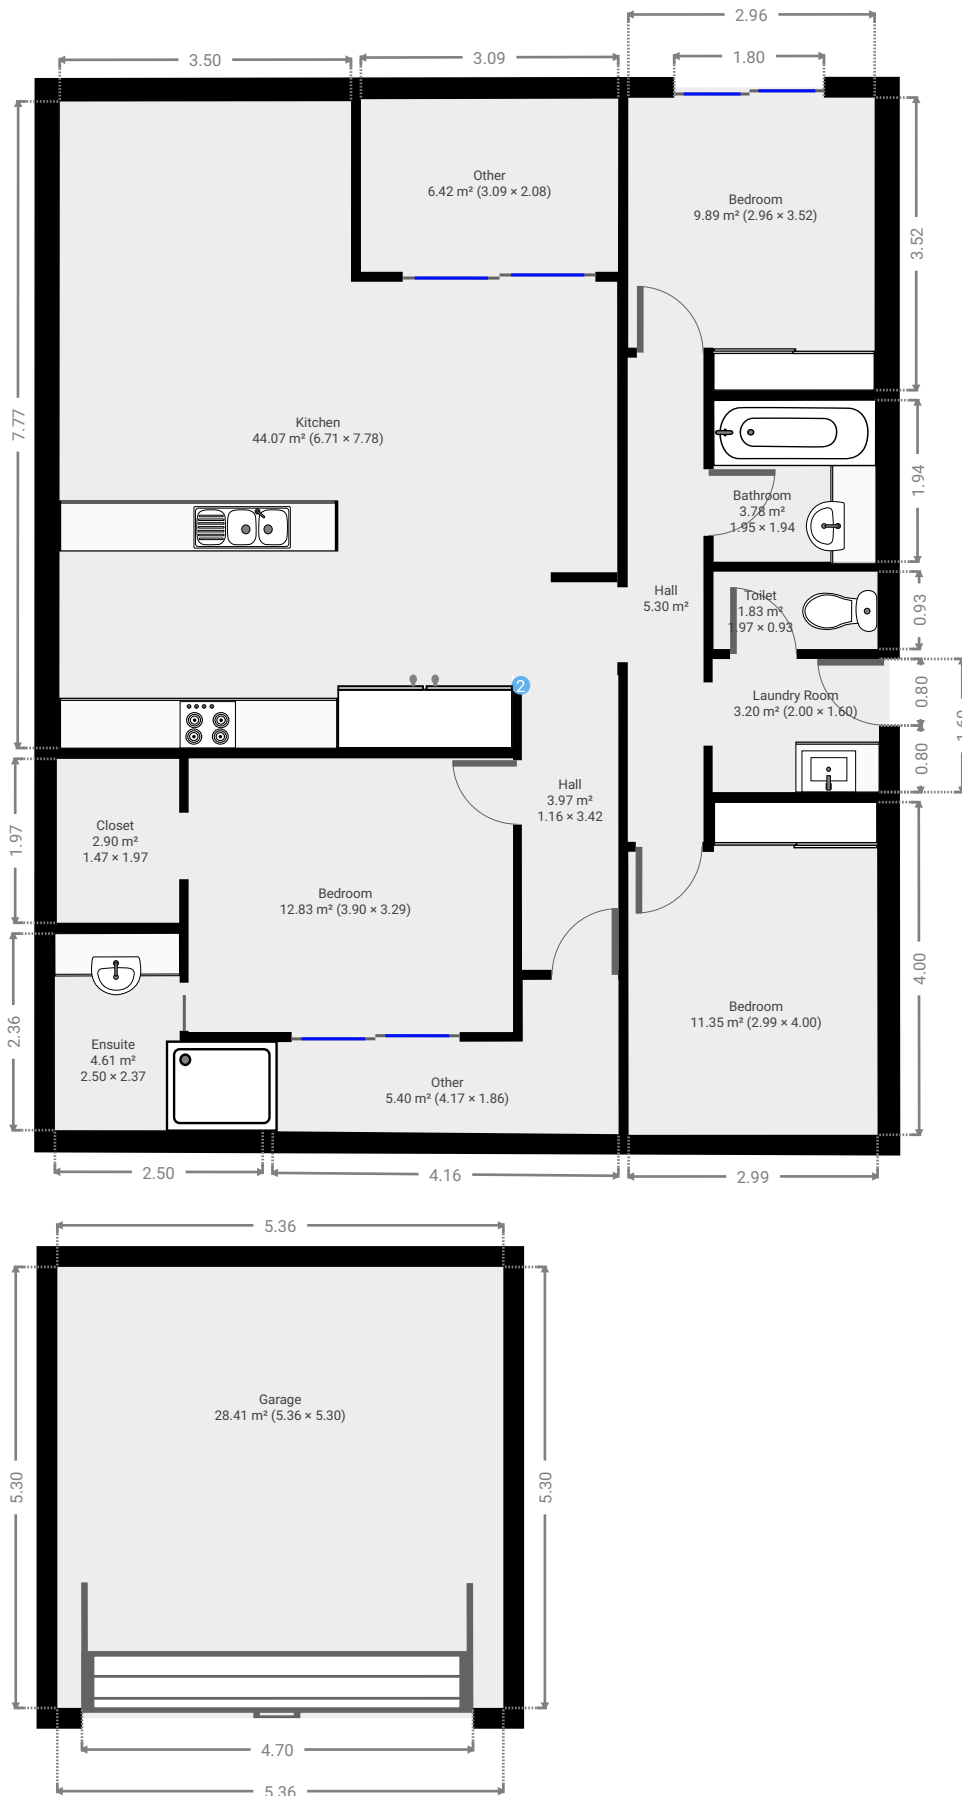 2.96
3.50
3.09
1.80
Other
6.42 m² (3.09 × 2.08)
Bedroom
9.89 m² (2.96 × 3.52)
3.52
7.77
Kitchen
44.07 m² (6.71 × 7.78)
1.94
Bathroom
3.78 m²
1.95 × 1.94
Hall
5.30 m²
Toilet
1.83 m²
1.97 × 0.93
0.93
2
Laundry Room
3.20 m² (2.00 × 1.60)
0.80
0.80
Hall
3.97 m²
1.16 × 3.42
Closet
2.90 m²
1.47 × 1.97
1.97
Bedroom
12.83 m² (3.90 × 3.29)
4.00
Bedroom
11.35 m² (2.99 × 4.00)
2.36
Ensuite
4.61 m²
2.50 × 2.37
Other
5.40 m² (4.17 × 1.86)
2.50
4.16
2.99
5.36
Garage
28.41 m² (5.36 × 5.30)
5.30
5.30
4.70
5.36